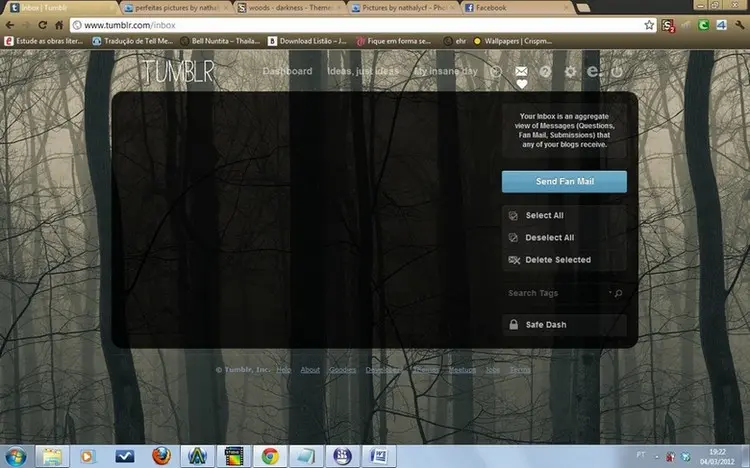 Inbox | Tumblr
perfeitas pictures by nathaly
woods - darkness - Theme
Pictures by nathalycf - Phot
Facebook
www.tumblr.com/inbox
Estude as obras liter...
Tradução de Tell Me...
Bell Nuntita – Thaila...
Download Listão – J...
Fique em forma se...
ehr
Wallpapers | Crispm...
TUMBLR
Dashboard
Ideas, just ideas
My insane day
Your Inbox is an aggregate
view of Messages (Questions,
Fan Mail, Submissions) that
any of your blogs receive.
Send Fan Mail
Select All
Deselect All
Delete Selected
Search Tags
Safe Dash
© Tumblr, Inc. Help About Goodies Developers Themes Meetups Jobs Terms
PT
19:22
04/03/2012